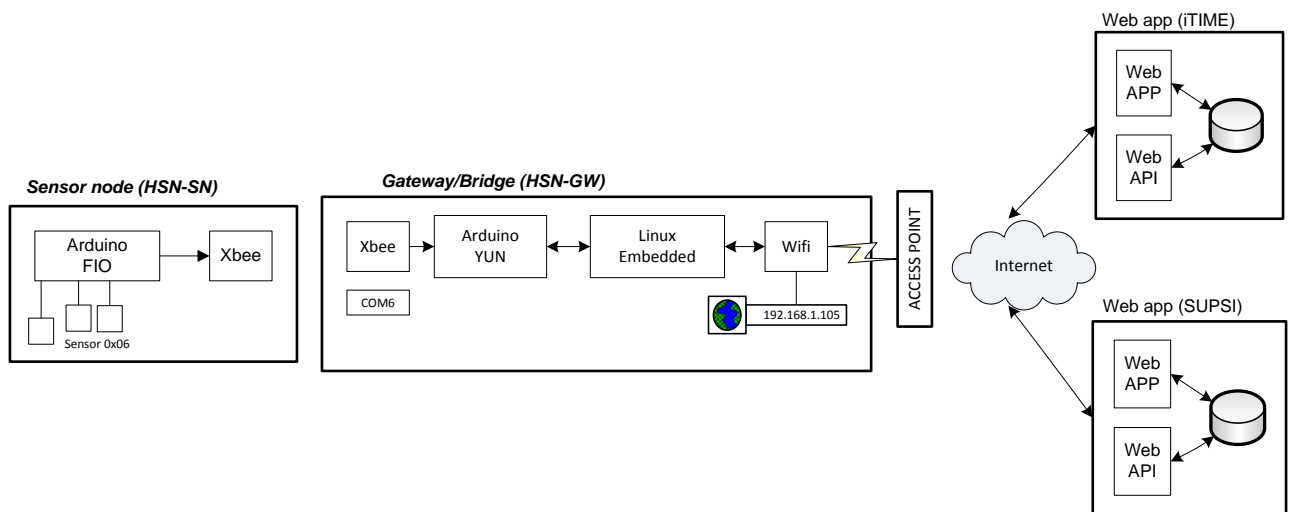 Sensor node (HSN-SN)
Arduino
FIO
Xbee
Sensor 0x06
Gateway/Bridge (HSN-GW)
Xbee
COM6
Arduino
YUN
Linux
Embedded
Wifi
192.168.1.105
ACCESS POINT
Internet
Web app (iTIME)
Web
APP
Web
API
Web app (SUPSI)
Web
APP
Web
API